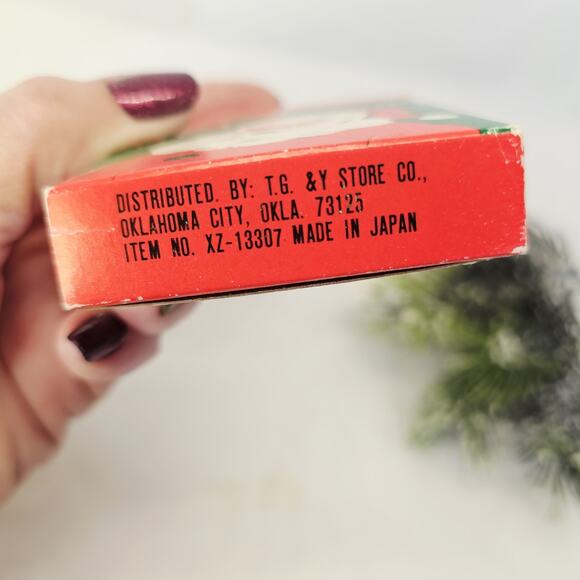 DISTRIBUTED. BY: T.G. &Y STORE CO.,
OKLAHOMA CITY, OKLA. 73125
ITEM NO. XZ-13307 MADE IN JAPAN